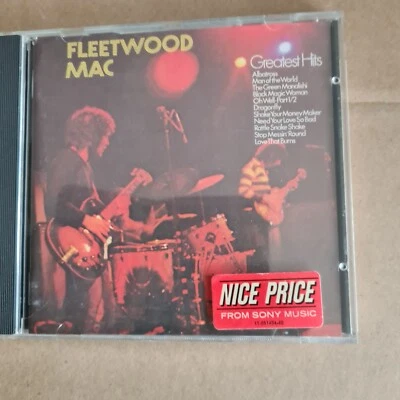 FLEETWOOD
MAC
Greatest Hits
Albatross
Man of the World
The Green Manalishi
Black Magic Woman
Oh Well-Part 1/2
Dragonfly
Shake Your Money Maker
Need Your Love So Bad
Rattle Snake Shake
Stop Messin' Round
Love That Burns
NICE PRICE
FROM SONY MUSIC